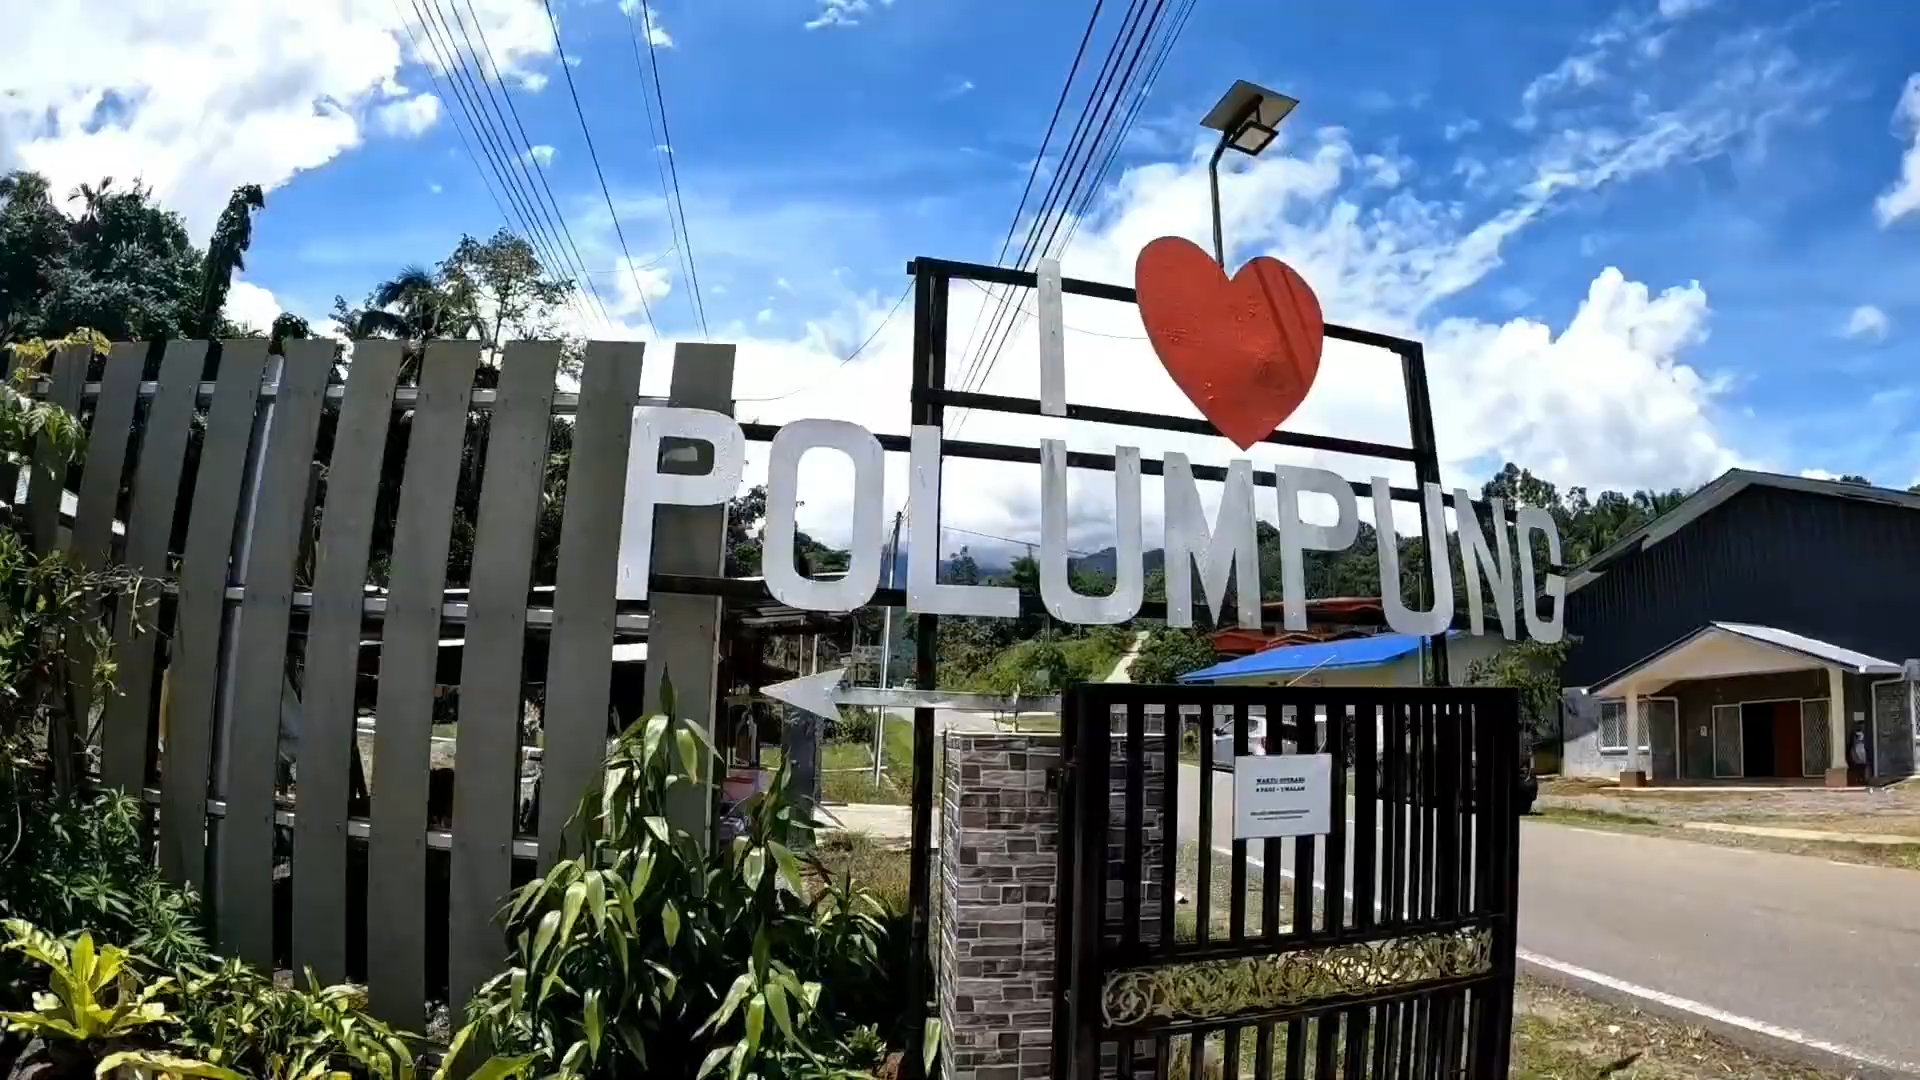 I ❤ POLUMPUNG
WAKTU OPERASI